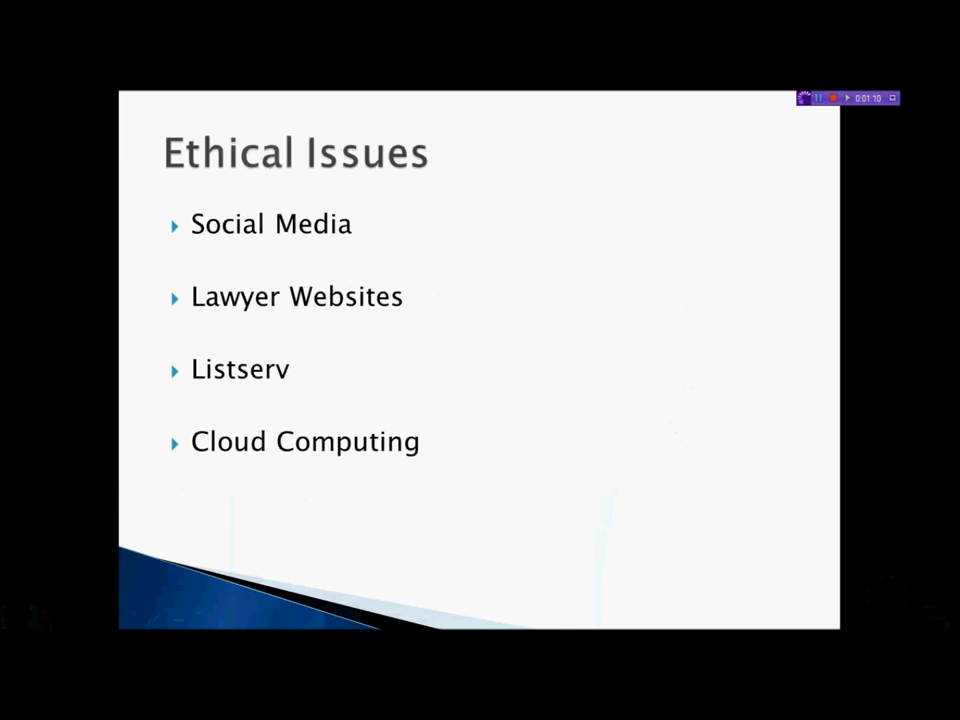 0:01:10
Ethical Issues
Social Media
Lawyer Websites
Listserv
Cloud Computing